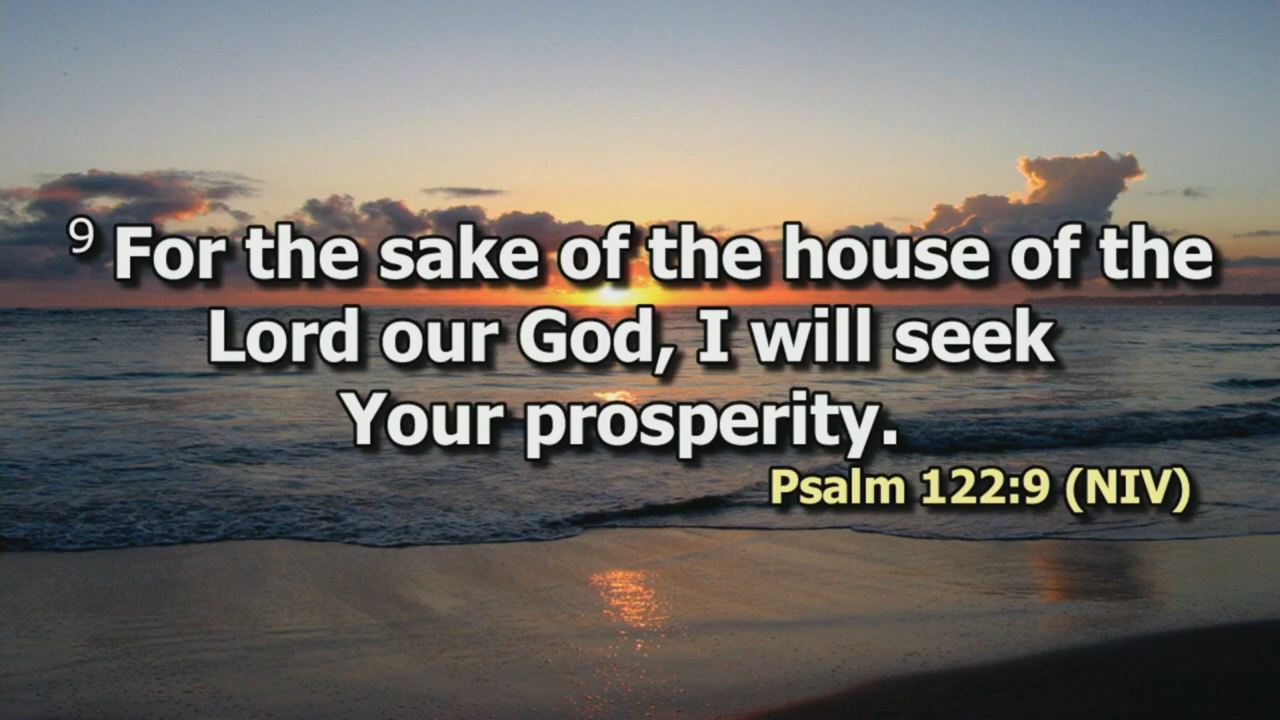 9 For the sake of the house of the
Lord our God, I will seek
Your prosperity.
Psalm 122:9 (NIV)